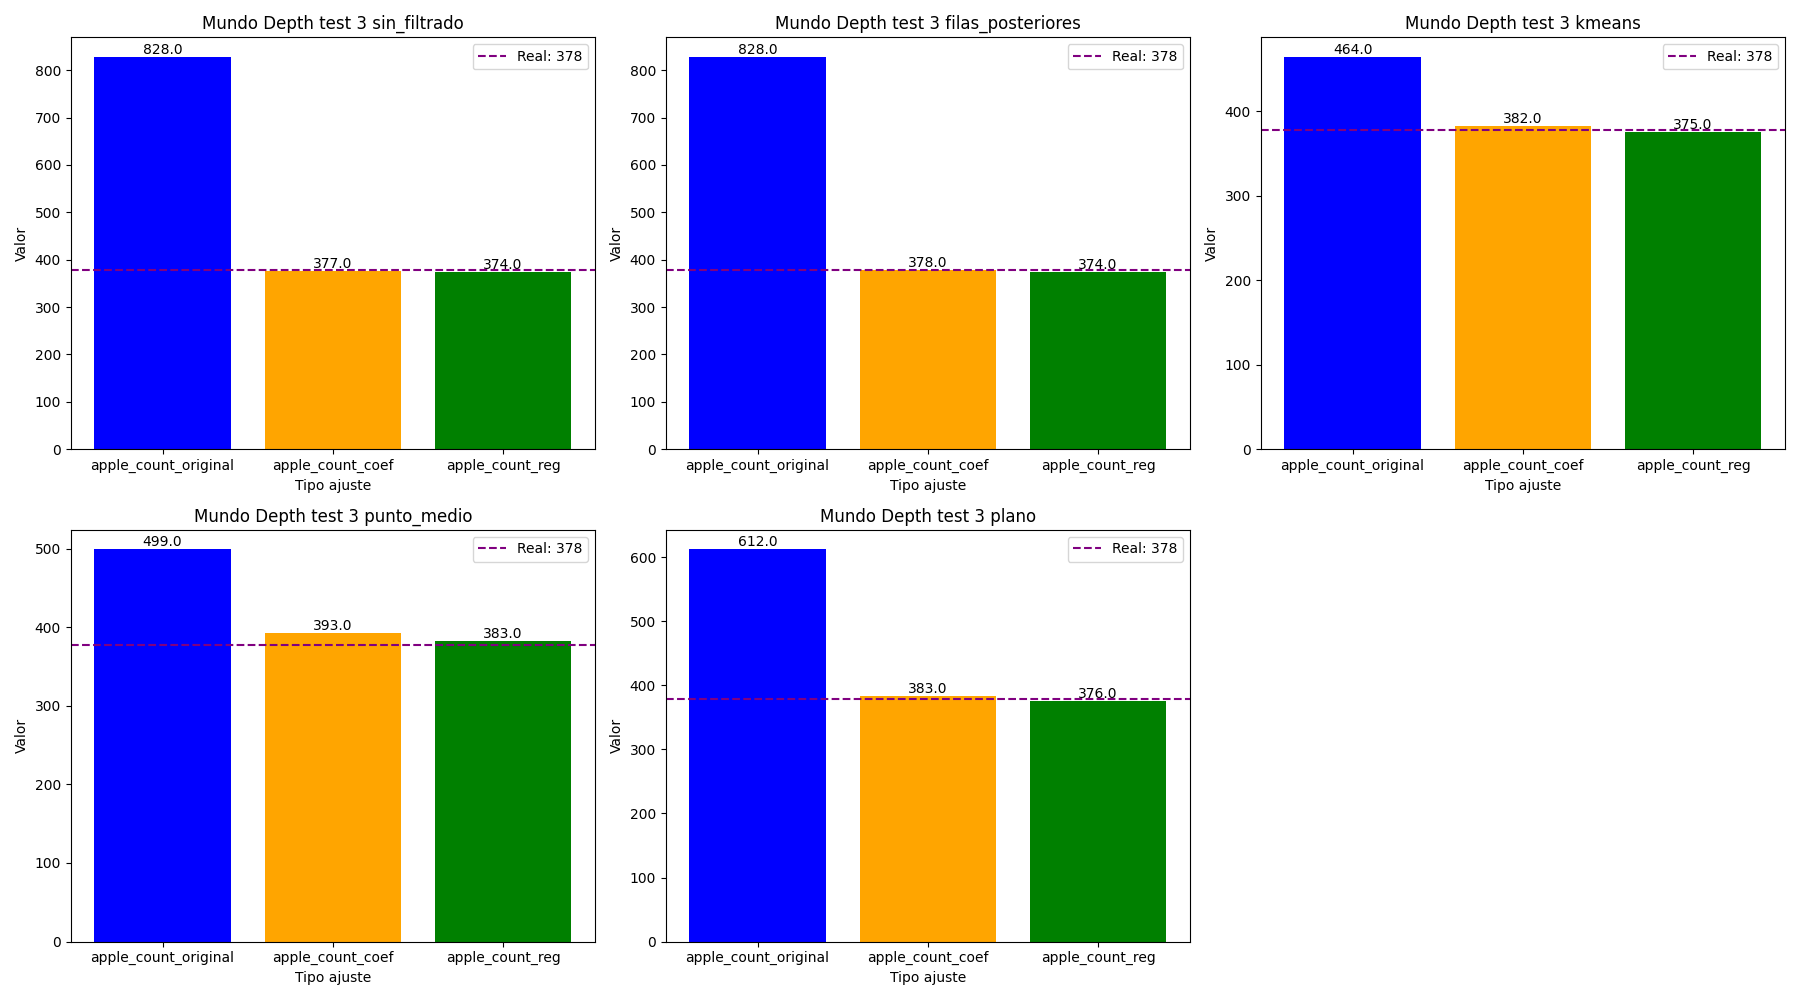 Mundo Depth test 3 sin_filtrado
Real: 378
828.0
377.0
374.0
800
700
600
500
400
300
200
100
0
Valor
apple_count_original
apple_count_coef
apple_count_reg
Tipo ajuste
Mundo Depth test 3 filas_posteriores
Real: 378
828.0
378.0
374.0
800
700
600
500
400
300
200
100
0
Valor
apple_count_original
apple_count_coef
apple_count_reg
Tipo ajuste
Mundo Depth test 3 kmeans
Real: 378
464.0
382.0
375.0
400
300
200
100
0
Valor
apple_count_original
apple_count_coef
apple_count_reg
Tipo ajuste
Mundo Depth test 3 punto_medio
Real: 378
499.0
393.0
383.0
500
400
300
200
100
0
Valor
apple_count_original
apple_count_coef
apple_count_reg
Tipo ajuste
Mundo Depth test 3 plano
Real: 378
612.0
383.0
376.0
600
500
400
300
200
100
0
Valor
apple_count_original
apple_count_coef
apple_count_reg
Tipo ajuste